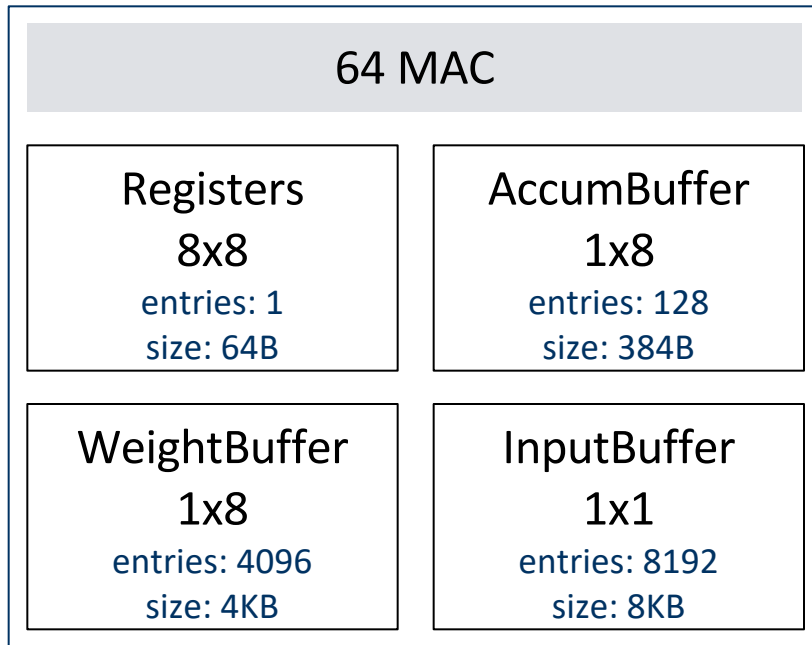 64 MAC
Registers
8x8
entries: 1
size: 64B
AccumBuffer
1x8
entries: 128
size: 384B
WeightBuffer
1x8
entries: 4096
size: 4KB
InputBuffer
1x1
entries: 8192
size: 8KB